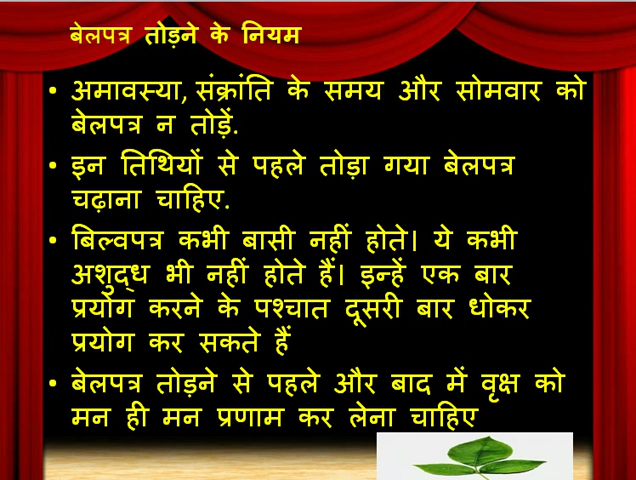 बेलपत्र तोड़ने के नियम
• अमावस्या, संक्रांति के समय और सोमवार को
बेलपत्र न तोड़ें.
• इन तिथियों से पहले तोड़ा गया बेलपत्र
चढ़ाना चाहिए.
• बिल्वपत्र कभी बासी नहीं होते। ये कभी
अशुद्ध भी नहीं होते हैं। इन्हें एक बार
प्रयोग करने के पश्चात दूसरी बार धोकर
प्रयोग कर सकते हैं
• बेलपत्र तोड़ने से पहले और बाद में वृक्ष को
मन ही मन प्रणाम कर लेना चाहिए